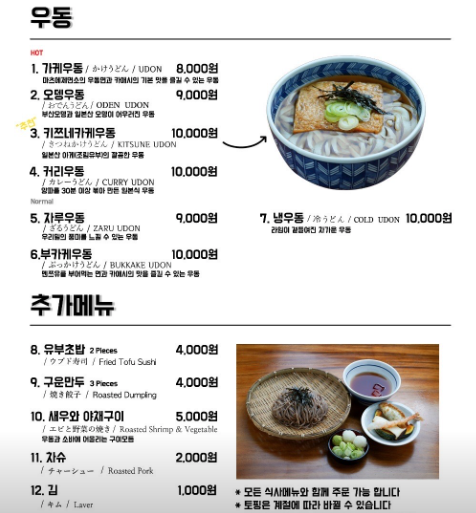 우동
HOT
1. 가케우동 / かけうどん / UDON 8,000원
마츠에제면소의 우동면과 카에시의 기본 맛을 즐길 수 있는 우동
2. 오뎅우동 9,000원
/ おでんうどん / ODEN UDON
부산오뎅과 일본산 오뎅이 어우러진 우동
추천
3. 키쯔네카케우동 10,000원
/ きつねかけうどん / KITSUNE UDON
일본산 아게(조림유부)의 깔끔한 우동
4. 커리우동 10,000원
/ カレーうどん / CURRY UDON
양파를 30분 이상 볶아 만든 일본식 우동
Normal
5. 자루우동 9,000원
/ ざるうどん / ZARU UDON
우리밀의 풍미를 느낄 수 있는 우동
6.부카케우동 10,000원
/ ぶっかけうどん / BUKKAKE UDON
멘쯔유를 부어먹는 면과 카에시의 맛을 즐길 수 있는 우동
7. 냉우동 / 冷うどん / COLD UDON 10,000원
라임이 곁들여진 차가운 우동
추가메뉴
8. 유부초밥 2 Pieces 4,000원
/ ウブド寿司 / Fried Tofu Sushi
9. 구운만두 3 Pieces 4,000원
/ 焼き餃子 / Roasted Dumpling
10. 새우와 야채구이 5,000원
/ エビと野菜の焼き / Roasted Shrimp & Vegetable
우동과 소바에 어울리는 구이모듬
11. 차슈 2,000원
/ チャーシュー / Roasted Pork
12. 김 1,000원
/ キム / Laver
* 모든 식사메뉴와 함께 주문 가능 합니다
* 토핑은 계절에 따라 바뀔 수 있습니다